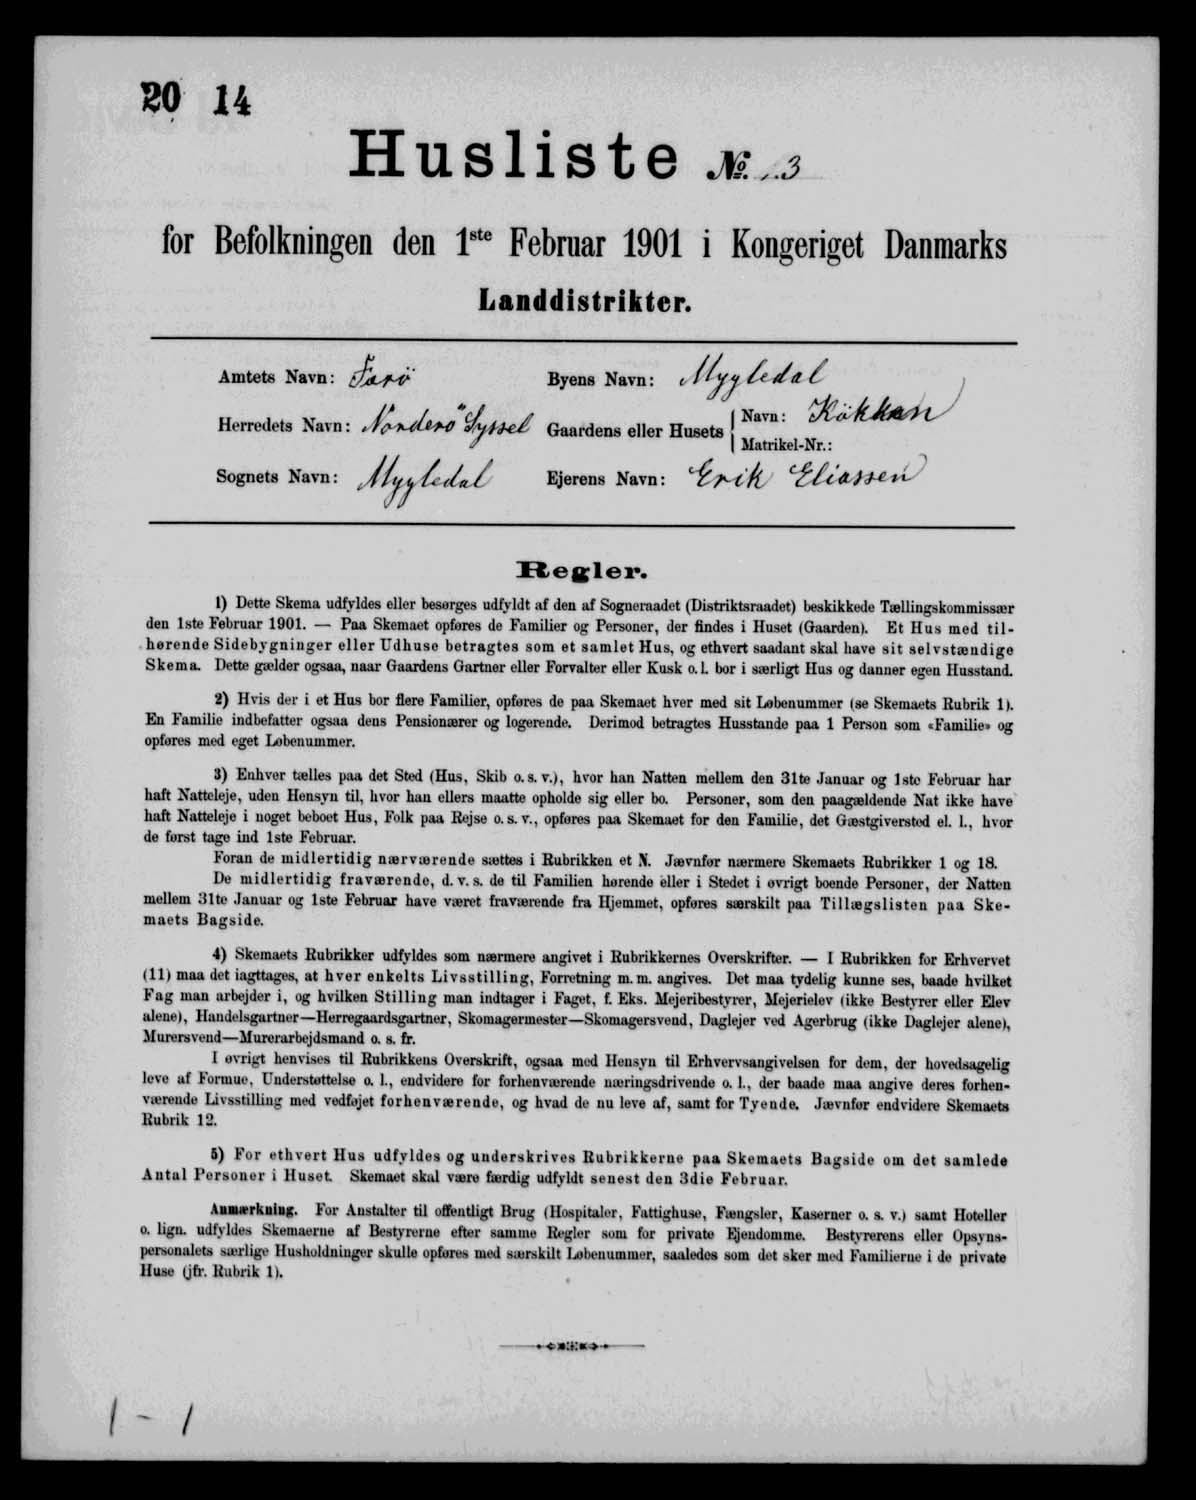 20 14
Husliste №. 3
for Befolkningen den 1ste Februar 1901 i Kongeriget Danmarks
Landdistrikter.
Amtets Navn: Færö
Byens Navn: Mygledal
Herredets Navn: Norderö Syssel
Gaardens eller Husets Navn: Kökken
Matrikel-Nr.:
Sognets Navn: Mygledal
Ejerens Navn: Erik Eliassen
Regler.
1) Dette Skema udfyldes eller besørges udfyldt af den af Sogneraadet (Distriktsraadet) beskikkede Tællingskommissær
den 1ste Februar 1901. — Paa Skemaet opføres de Familier og Personer, der findes i Huset (Gaarden). Et Hus med til-
hørende Sidebygninger eller Udhuse betragtes som et samlet Hus, og ethvert saadant skal have sit selvstændige
Skema. Dette gælder ogsaa, naar Gaardens Gartner eller Forvalter eller Kusk o. l. bor i særligt Hus og danner egen Husstand.
2) Hvis der i et Hus bor flere Familier, opføres de paa Skemaet hver med sit Løbenummer (se Skemaets Rubrik 1).
En Familie indbefatter ogsaa dens Pensionærer og logerende. Derimod betragtes Husstande paa 1 Person som «Familie» og
opføres med eget Løbenummer.
3) Enhver tælles paa det Sted (Hus, Skib o. s. v.), hvor han Natten mellem den 31te Januar og 1ste Februar har
haft Natteleje, uden Hensyn til, hvor han ellers maatte opholde sig eller bo. Personer, som den paagældende Nat ikke have
haft Natteleje i noget beboet Hus, Folk paa Rejse o. s. v., opføres paa Skemaet for den Familie, det Gæstgiversted el. l., hvor
de først tage ind 1ste Februar.
Foran de midlertidig nærværende sættes i Rubrikken et N. Jævnfør nærmere Skemaets Rubrikker 1 og 18.
De midlertidig fraværende, d. v. s. de til Familien hørende eller i Stedet i øvrigt boende Personer, der Natten
mellem 31te Januar og 1ste Februar have været fraværende fra Hjemmet, opføres særskilt paa Tillægslisten paa Ske-
maets Bagside.
4) Skemaets Rubrikker udfyldes som nærmere angivet i Rubrikkernes Overskrifter. — I Rubrikken for Erhvervet
(11) maa det iagttages, at hver enkelts Livsstilling, Forretning m. m. angives. Det maa tydelig kunne ses, baade hvilket
Fag man arbejder i, og hvilken Stilling man indtager i Faget, f. Eks. Mejeribestyrer, Mejerielev (ikke Bestyrer eller Elev
alene), Handelsgartner—Herregaardsgartner, Skomagermester—Skomagersvend, Daglejer ved Agerbrug (ikke Daglejer alene),
Murersvend—Murerarbejdsmand o. s. fr.
I øvrigt henvises til Rubrikkens Overskrift, ogsaa med Hensyn til Erhvervsangivelsen for dem, der hovedsagelig
leve af Formue, Understøttelse o. l., endvidere for forhenværende næringsdrivende o. l., der baade maa angive deres forhen-
værende Livsstilling med vedføjet forhenværende, og hvad de nu leve af, samt for Tyende. Jævnfør endvidere Skemaets
Rubrik 12.
5) For ethvert Hus udfyldes og underskrives Rubrikkerne paa Skemaets Bagside om det samlede
Antal Personer i Huset. Skemaet skal være færdig udfyldt senest den 3die Februar.
Anmærkning. For Anstalter til offentligt Brug (Hospitaler, Fattighuse, Fængsler, Kaserner o. s. v.) samt Hoteller
o. lign. udfyldes Skemaerne af Bestyrerne efter samme Regler som for private Ejendomme. Bestyrerens eller Opsyns-
personalets særlige Husholdninger skulle opføres med særskilt Løbenummer, saaledes som det sker med Familierne i de private
Huse (jfr. Rubrik 1).
1 - 1